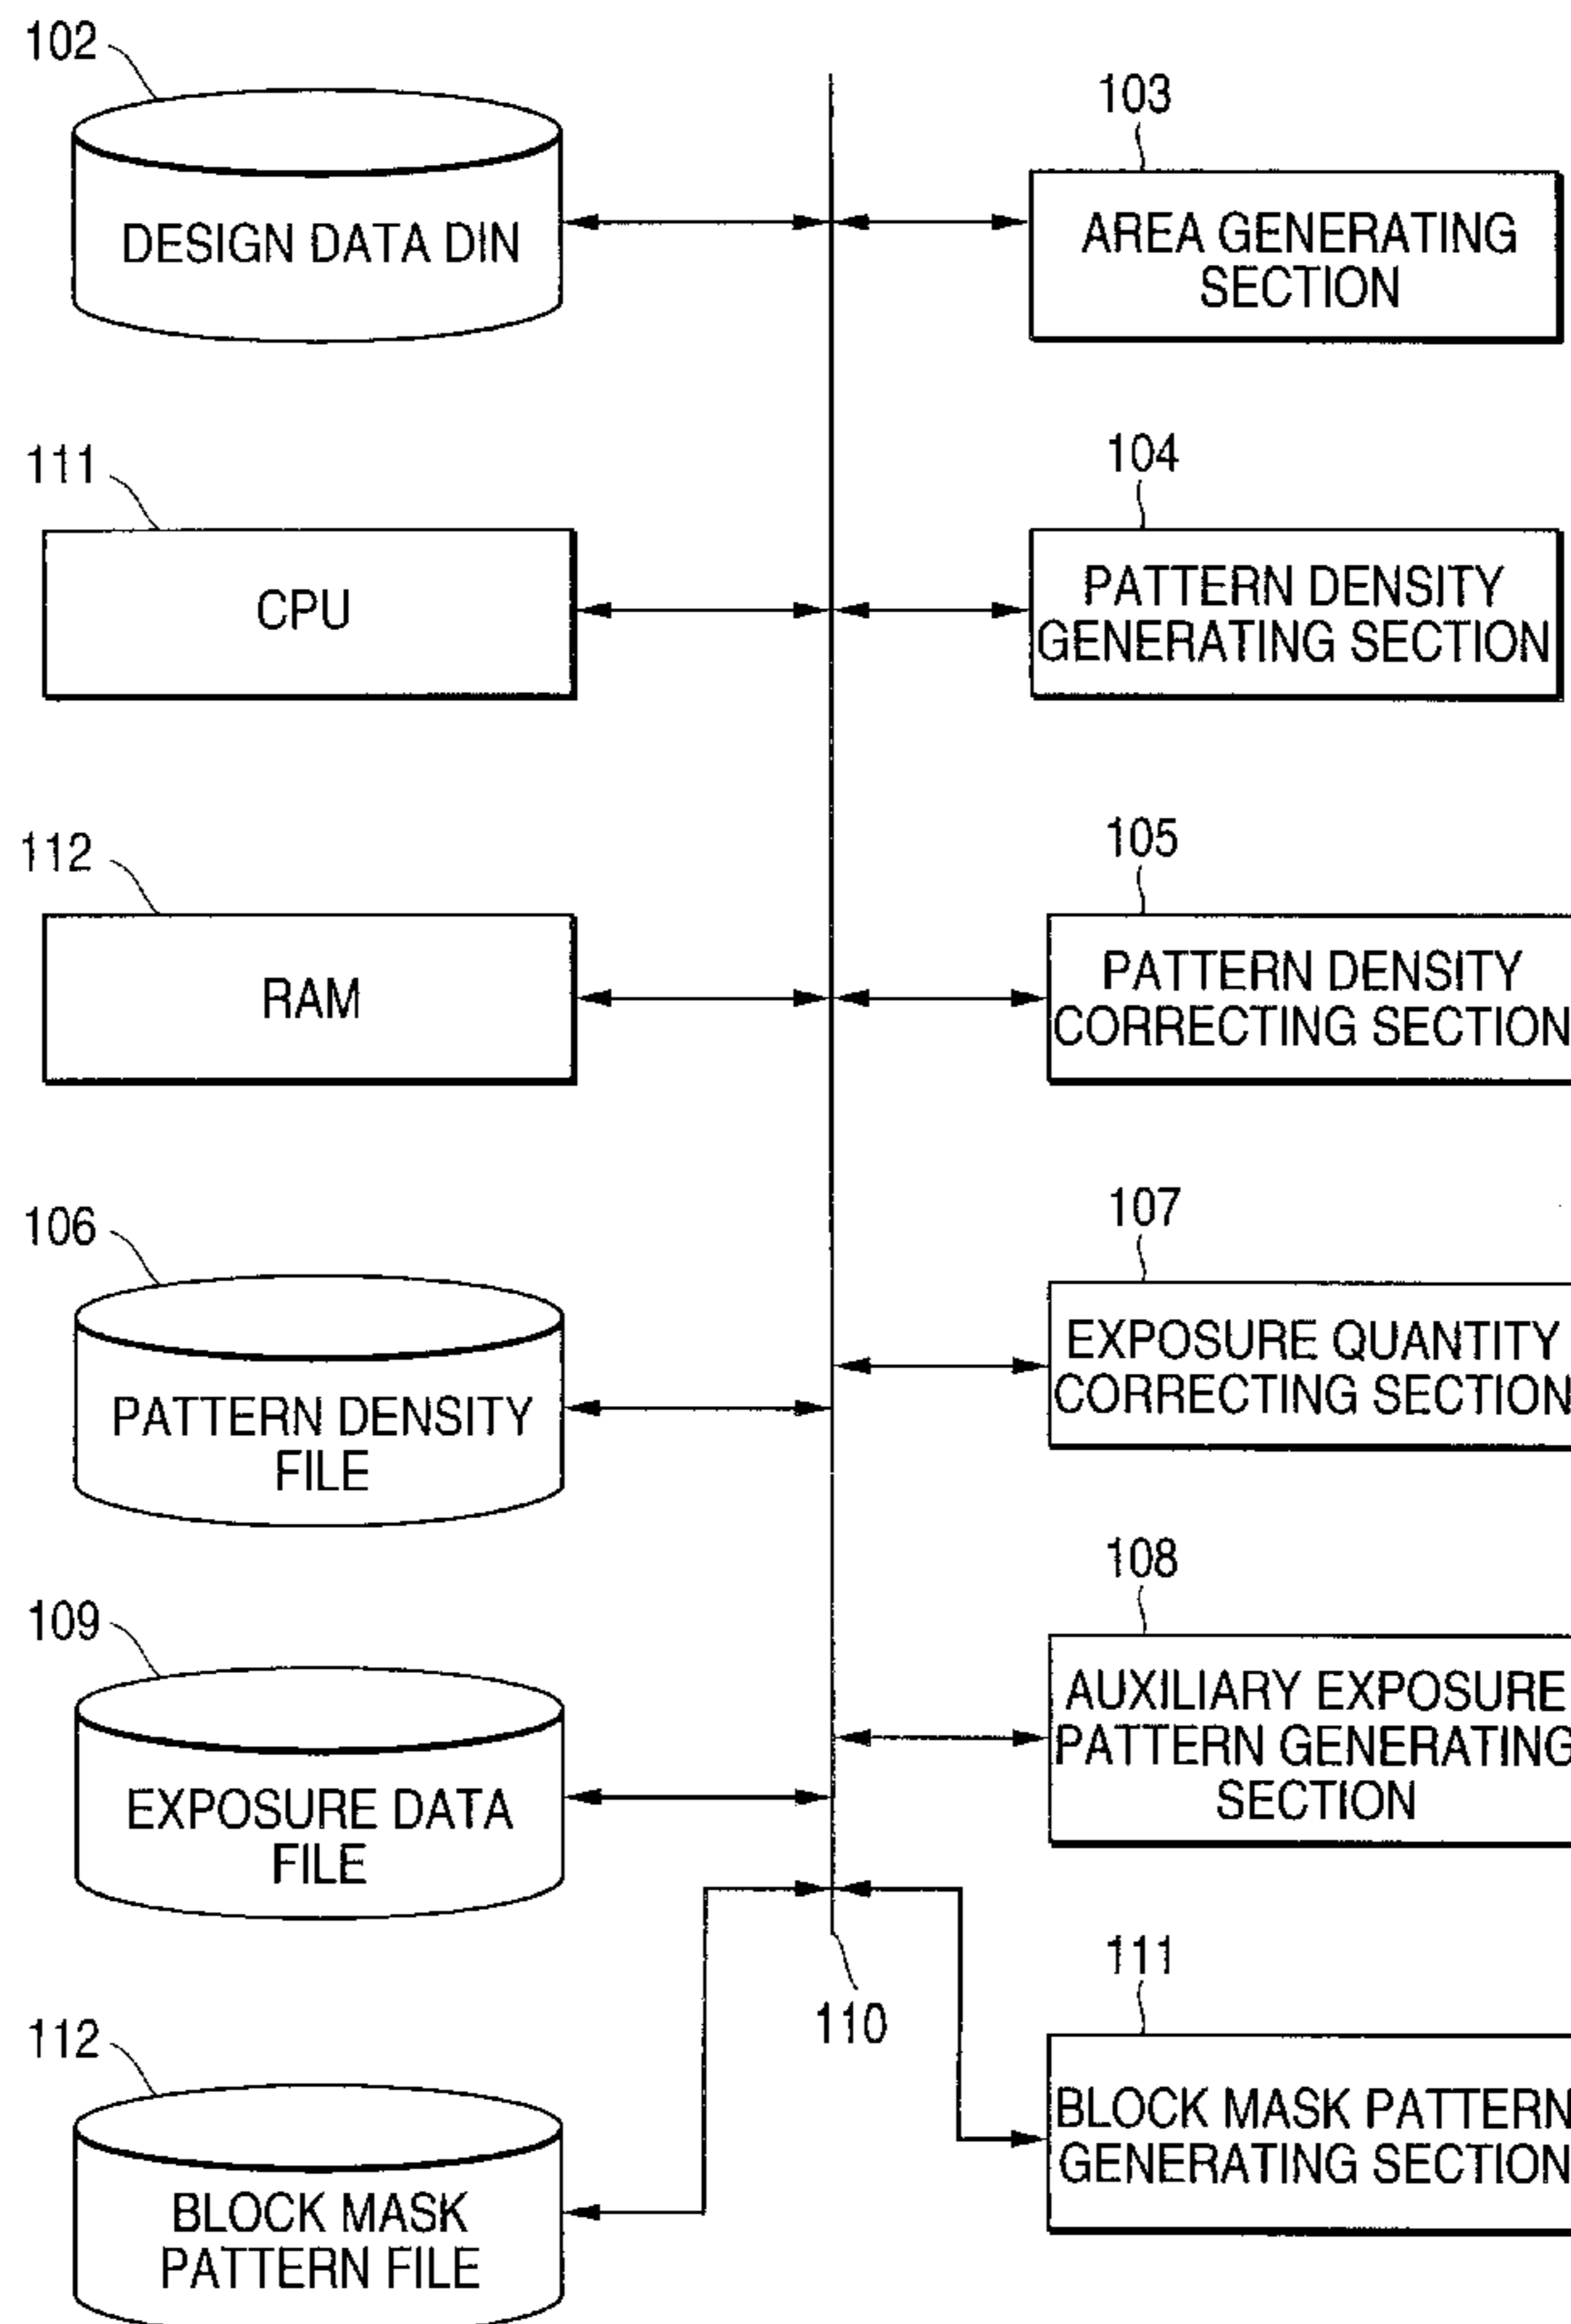 102
DESIGN DATA DIN
103
AREA GENERATING
SECTION
111
CPU
104
PATTERN DENSITY
GENERATING SECTION
112
RAM
105
PATTERN DENSITY
CORRECTING SECTION
106
PATTERN DENSITY
FILE
107
EXPOSURE QUANTITY
CORRECTING SECTION
108
AUXILIARY EXPOSURE
PATTERN GENERATING
SECTION
109
EXPOSURE DATA
FILE
110
111
BLOCK MASK PATTERN
GENERATING SECTION
112
BLOCK MASK
PATTERN FILE